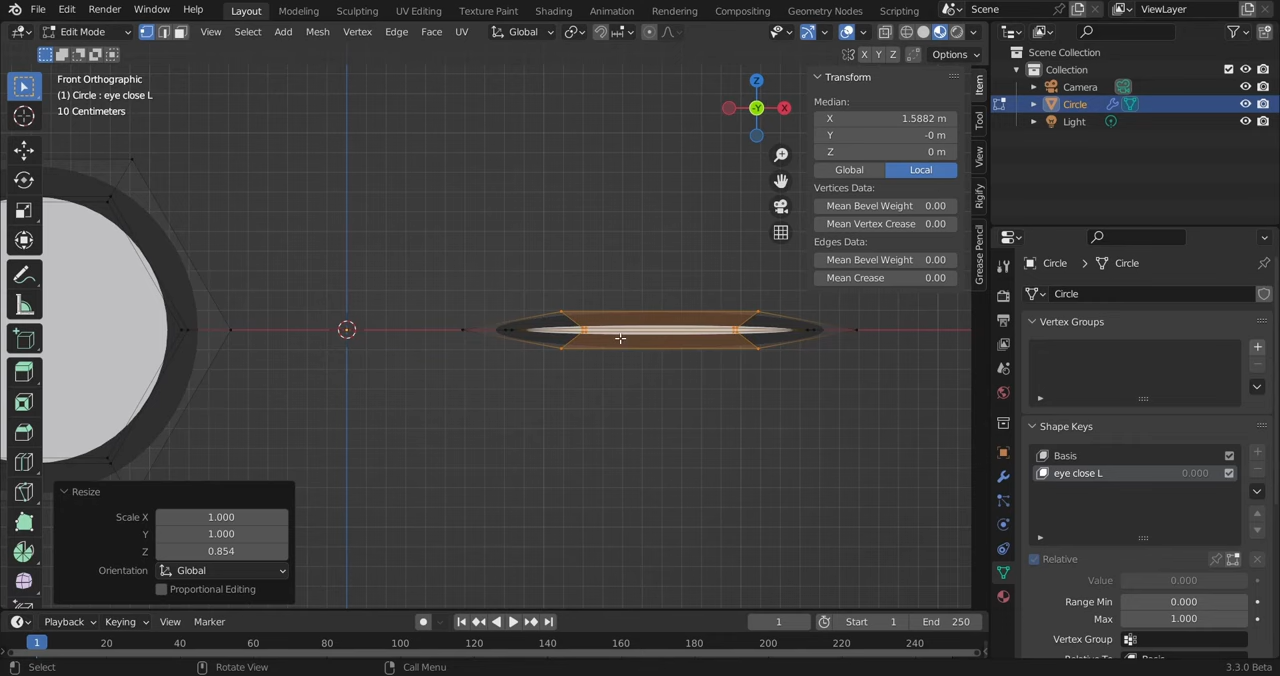 File Edit Render Window Help Layout Modeling Sculpting UV Editing Texture Paint Shading Animation Rendering Compositing Geometry Nodes Scripting Scene ViewLayer
Edit Mode View Select Add Mesh Vertex Edge Face UV Global
X Y Z Options
Front Orthographic
(1) Circle : eye close L
10 Centimeters
Z
-Y
X
Transform
Median:
X 1.5882 m
Y -0 m
Z 0 m
Global Local
Vertices Data:
Mean Bevel Weight 0.00
Mean Vertex Crease 0.00
Edges Data:
Mean Bevel Weight 0.00
Mean Crease 0.00
Item
Tool
View
Rigify
Grease Pencil
Scene Collection
Collection
Camera
Circle
Light
Circle Circle
Circle
Vertex Groups
Shape Keys
Basis
eye close L 0.000
Relative
Value 0.000
Range Min 0.000
Max 1.000
Vertex Group
Resize
Scale X 1.000
Y 1.000
Z 0.854
Orientation Global
Proportional Editing
Playback Keying View Marker 1 Start 1 End 250
1 20 40 60 80 100 120 140 160 180 200 220 240
Select Rotate View Call Menu 3.3.0 Beta